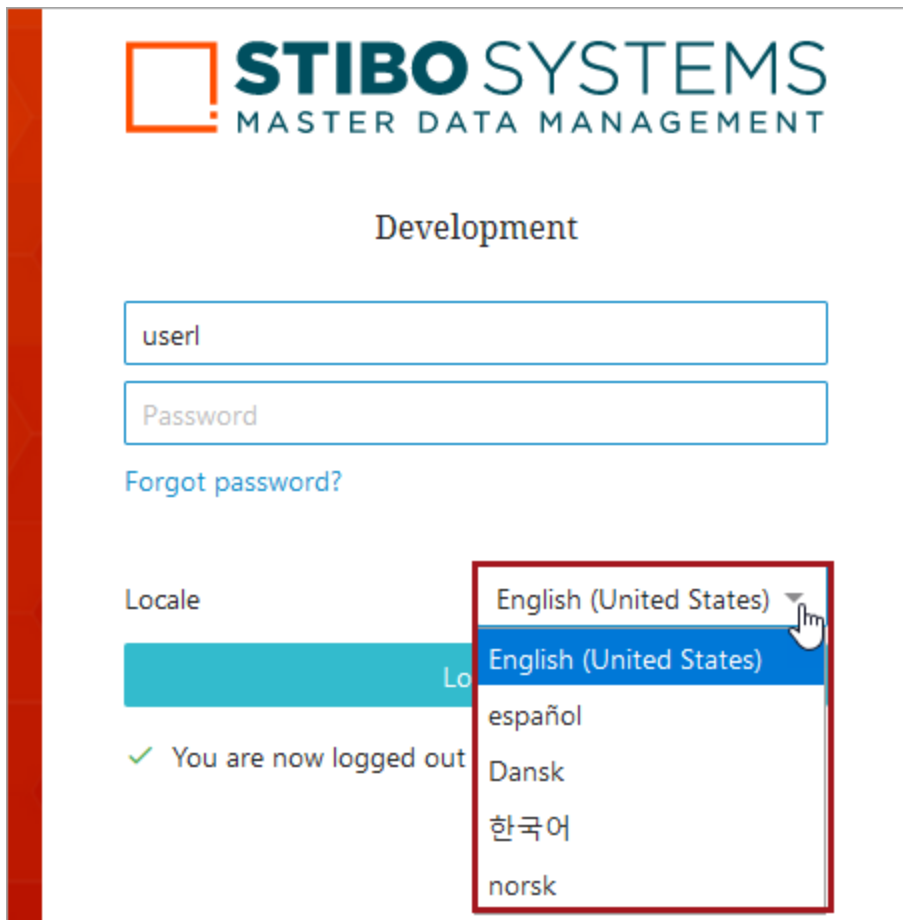 STIBO SYSTEMS
MASTER DATA MANAGEMENT
Development
userl
Password
Forgot password?
Locale
English (United States)
English (United States)
Lo
español
You are now logged out
Dansk
한국어
norsk